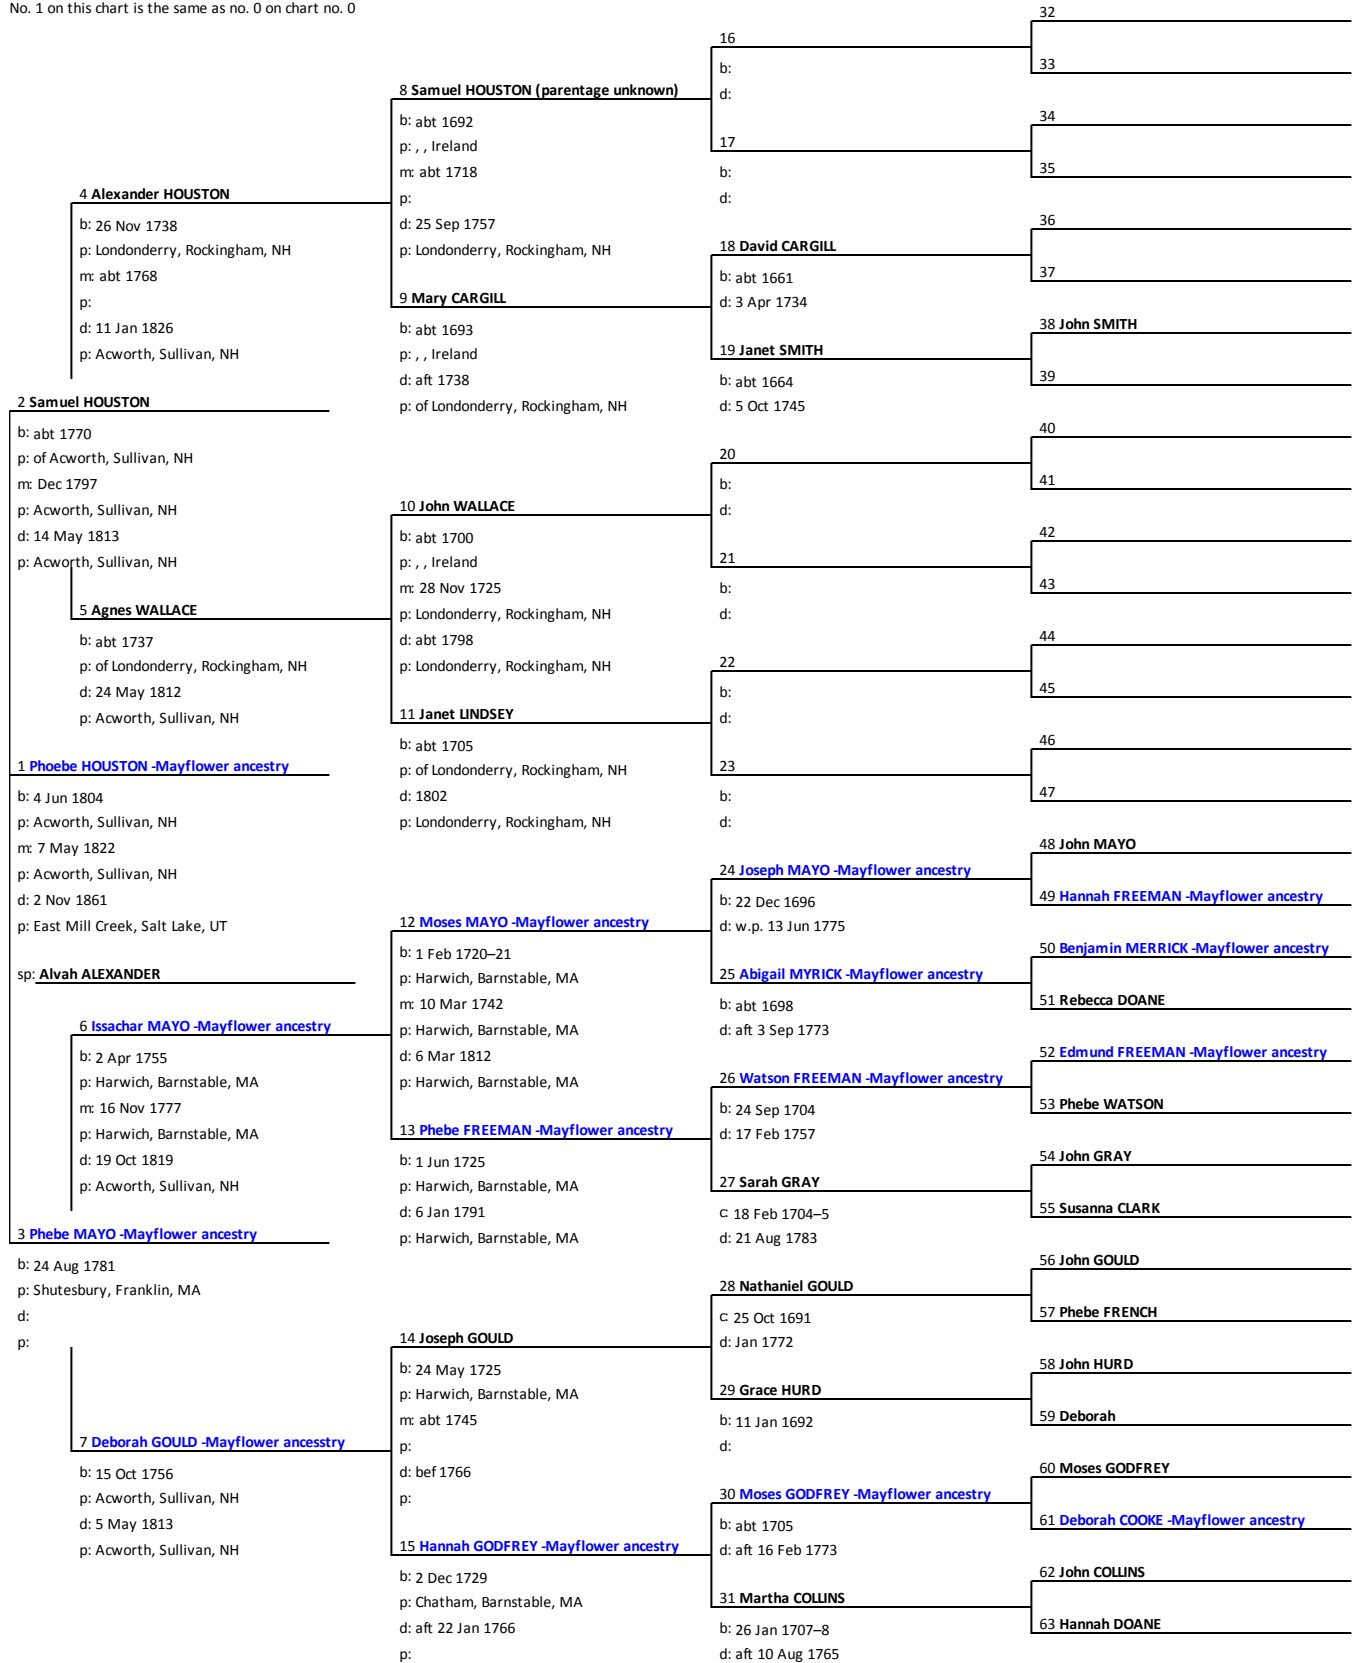 No. 1 on this chart is the same as no. 0 on chart no. 0
2 Samuel HOUSTON
b: abt 1770
p: of Acworth, Sullivan, NH
m: Dec 1797
p: Acworth, Sullivan, NH
d: 14 May 1813
p: Acworth, Sullivan, NH
1 Phoebe HOUSTON -Mayflower ancestry
b: 4 Jun 1804
p: Acworth, Sullivan, NH
m: 7 May 1822
p: Acworth, Sullivan, NH
d: 2 Nov 1861
p: East Mill Creek, Salt Lake, UT
sp: Alvah ALEXANDER
3 Phebe MAYO -Mayflower ancestry
b: 24 Aug 1781
p: Shutesbury, Franklin, MA
d:
p:
4 Alexander HOUSTON
b: 26 Nov 1738
p: Londonderry, Rockingham, NH
m: abt 1768
p:
d: 11 Jan 1826
p: Acworth, Sullivan, NH
5 Agnes WALLACE
b: abt 1737
p: of Londonderry, Rockingham, NH
d: 24 May 1812
p: Acworth, Sullivan, NH
6 Issachar MAYO -Mayflower ancestry
b: 2 Apr 1755
p: Harwich, Barnstable, MA
m: 16 Nov 1777
p: Harwich, Barnstable, MA
d: 19 Oct 1819
p: Acworth, Sullivan, NH
7 Deborah GOULD -Mayflower ancesstry
b: 15 Oct 1756
p: Acworth, Sullivan, NH
d: 5 May 1813
p: Acworth, Sullivan, NH
8 Samuel HOUSTON (parentage unknown)
b: abt 1692
p: , , Ireland
m: abt 1718
p:
d: 25 Sep 1757
p: Londonderry, Rockingham, NH
9 Mary CARGILL
b: abt 1693
p: , , Ireland
d: aft 1738
p: of Londonderry, Rockingham, NH
10 John WALLACE
b: abt 1700
p: , , Ireland
m: 28 Nov 1725
p: Londonderry, Rockingham, NH
d: abt 1798
p: Londonderry, Rockingham, NH
11 Janet LINDSEY
b: abt 1705
p: of Londonderry, Rockingham, NH
d: 1802
p: Londonderry, Rockingham, NH
12 Moses MAYO -Mayflower ancestry
b: 1 Feb 1720–21
p: Harwich, Barnstable, MA
m: 10 Mar 1742
p: Harwich, Barnstable, MA
d: 6 Mar 1812
p: Harwich, Barnstable, MA
13 Phebe FREEMAN -Mayflower ancestry
b: 1 Jun 1725
p: Harwich, Barnstable, MA
d: 6 Jan 1791
p: Harwich, Barnstable, MA
14 Joseph GOULD
b: 24 May 1725
p: Harwich, Barnstable, MA
m: abt 1745
p:
d: bef 1766
p:
15 Hannah GODFREY -Mayflower ancestry
b: 2 Dec 1729
p: Chatham, Barnstable, MA
d: aft 22 Jan 1766
p:
16
b:
d:
17
b:
d:
18 David CARGILL
b: abt 1661
d: 3 Apr 1734
19 Janet SMITH
b: abt 1664
d: 5 Oct 1745
20
b:
d:
21
b:
d:
22
b:
d:
23
b:
d:
24 Joseph MAYO -Mayflower ancestry
b: 22 Dec 1696
d: w.p. 13 Jun 1775
25 Abigail MYRICK -Mayflower ancestry
b: abt 1698
d: aft 3 Sep 1773
26 Watson FREEMAN -Mayflower ancestry
b: 24 Sep 1704
d: 17 Feb 1757
27 Sarah GRAY
c: 18 Feb 1704–5
d: 21 Aug 1783
28 Nathaniel GOULD
c: 25 Oct 1691
d: Jan 1772
29 Grace HURD
b: 11 Jan 1692
d:
30 Moses GODFREY -Mayflower ancestry
b: abt 1705
d: aft 16 Feb 1773
31 Martha COLLINS
b: 26 Jan 1707–8
d: aft 10 Aug 1765
32
33
34
35
36
37
38 John SMITH
39
40
41
42
43
44
45
46
47
48 John MAYO
49 Hannah FREEMAN -Mayflower ancestry
50 Benjamin MERRICK -Mayflower ancestry
51 Rebecca DOANE
52 Edmund FREEMAN -Mayflower ancestry
53 Phebe WATSON
54 John GRAY
55 Susanna CLARK
56 John GOULD
57 Phebe FRENCH
58 John HURD
59 Deborah
60 Moses GODFREY
61 Deborah COOKE -Mayflower ancestry
62 John COLLINS
63 Hannah DOANE